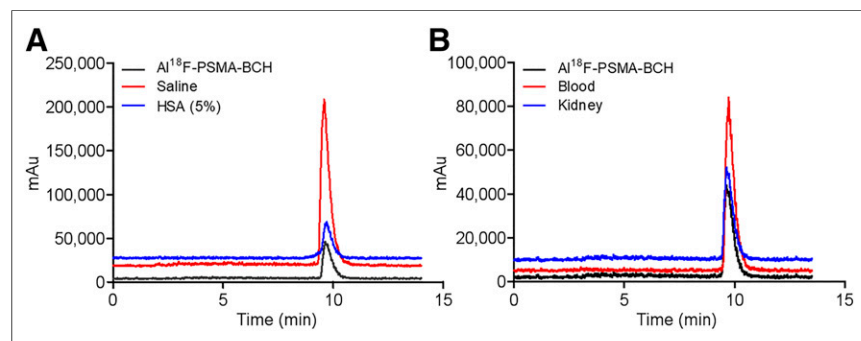 A
250,000
200,000
150,000
100,000
50,000
0
mAu
Al¹⁸F-PSMA-BCH
Saline
HSA (5%)
0 5 10 15
Time (min)
B
100,000
80,000
60,000
40,000
20,000
0
mAu
Al¹⁸F-PSMA-BCH
Blood
Kidney
0 5 10 15
Time (min)